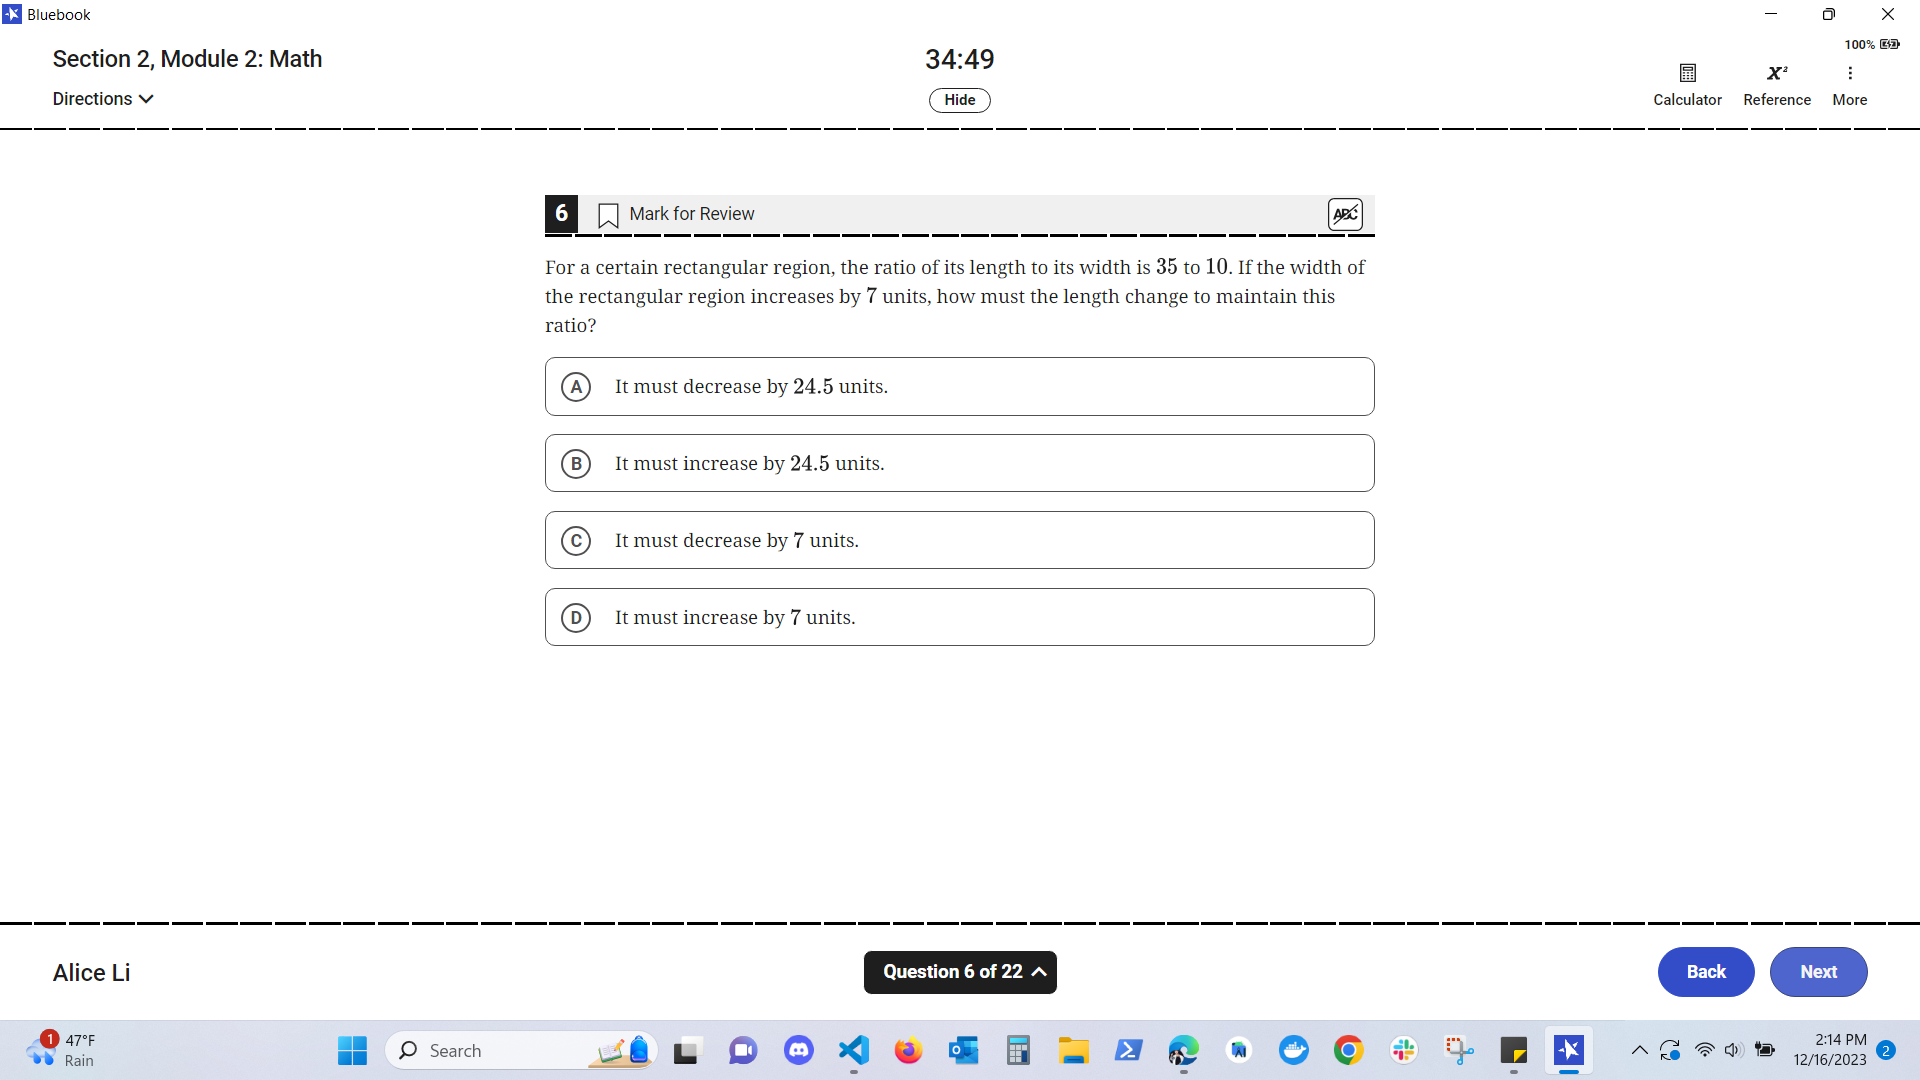 Bluebook
Section 2, Module 2: Math
Directions
34:49
Hide
100%
Calculator
X²
Reference
More
6
Mark for Review
ABC
For a certain rectangular region, the ratio of its length to its width is 35 to 10. If the width of
the rectangular region increases by 7 units, how must the length change to maintain this
ratio?
A It must decrease by 24.5 units.
B It must increase by 24.5 units.
C It must decrease by 7 units.
D It must increase by 7 units.
Alice Li
Question 6 of 22
Back
Next
1
47°F
Rain
Search
2:14 PM
12/16/2023
2